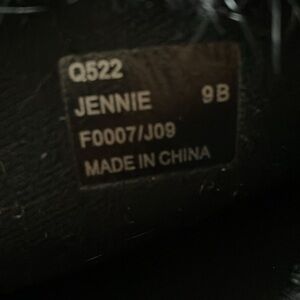 Q522
JENNIE 9B
F0007/J09
MADE IN CHINA